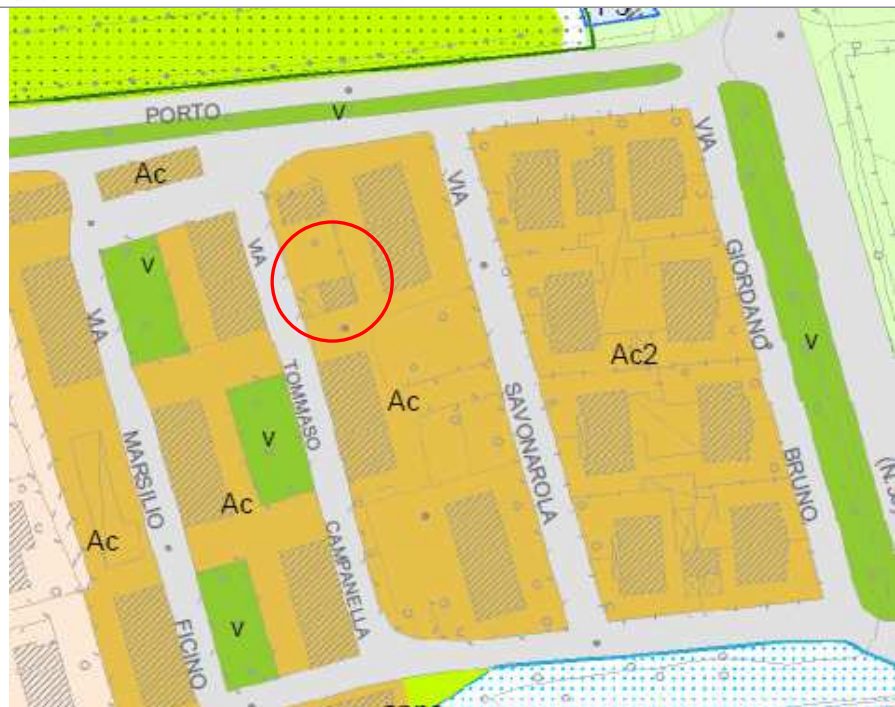 PORTO
V
Ac
VIA
VIA
VIA
VIA
V
V
GIORDANO
BRUNO
Ac2
TOMMASO
CAMPANELLA
Ac
SAVONAROLA
V
MARSILIO
FICINO
Ac
Ac
V